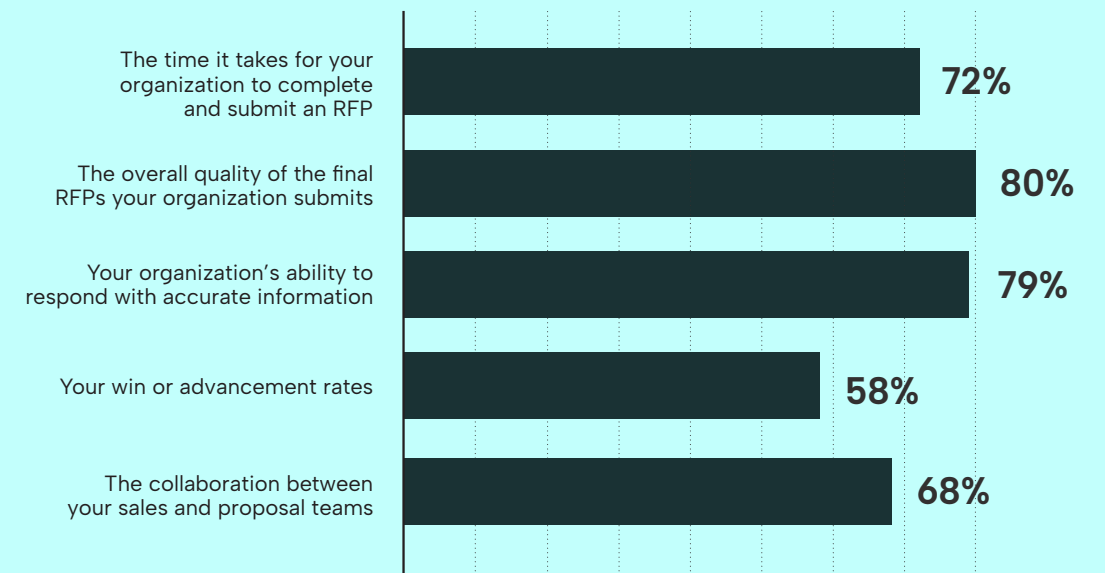 The time it takes for your
organization to complete
and submit an RFP
72%
The overall quality of the final
RFPs your organization submits
80%
Your organization’s ability to
respond with accurate information
79%
Your win or advancement rates
58%
The collaboration between
your sales and proposal teams
68%